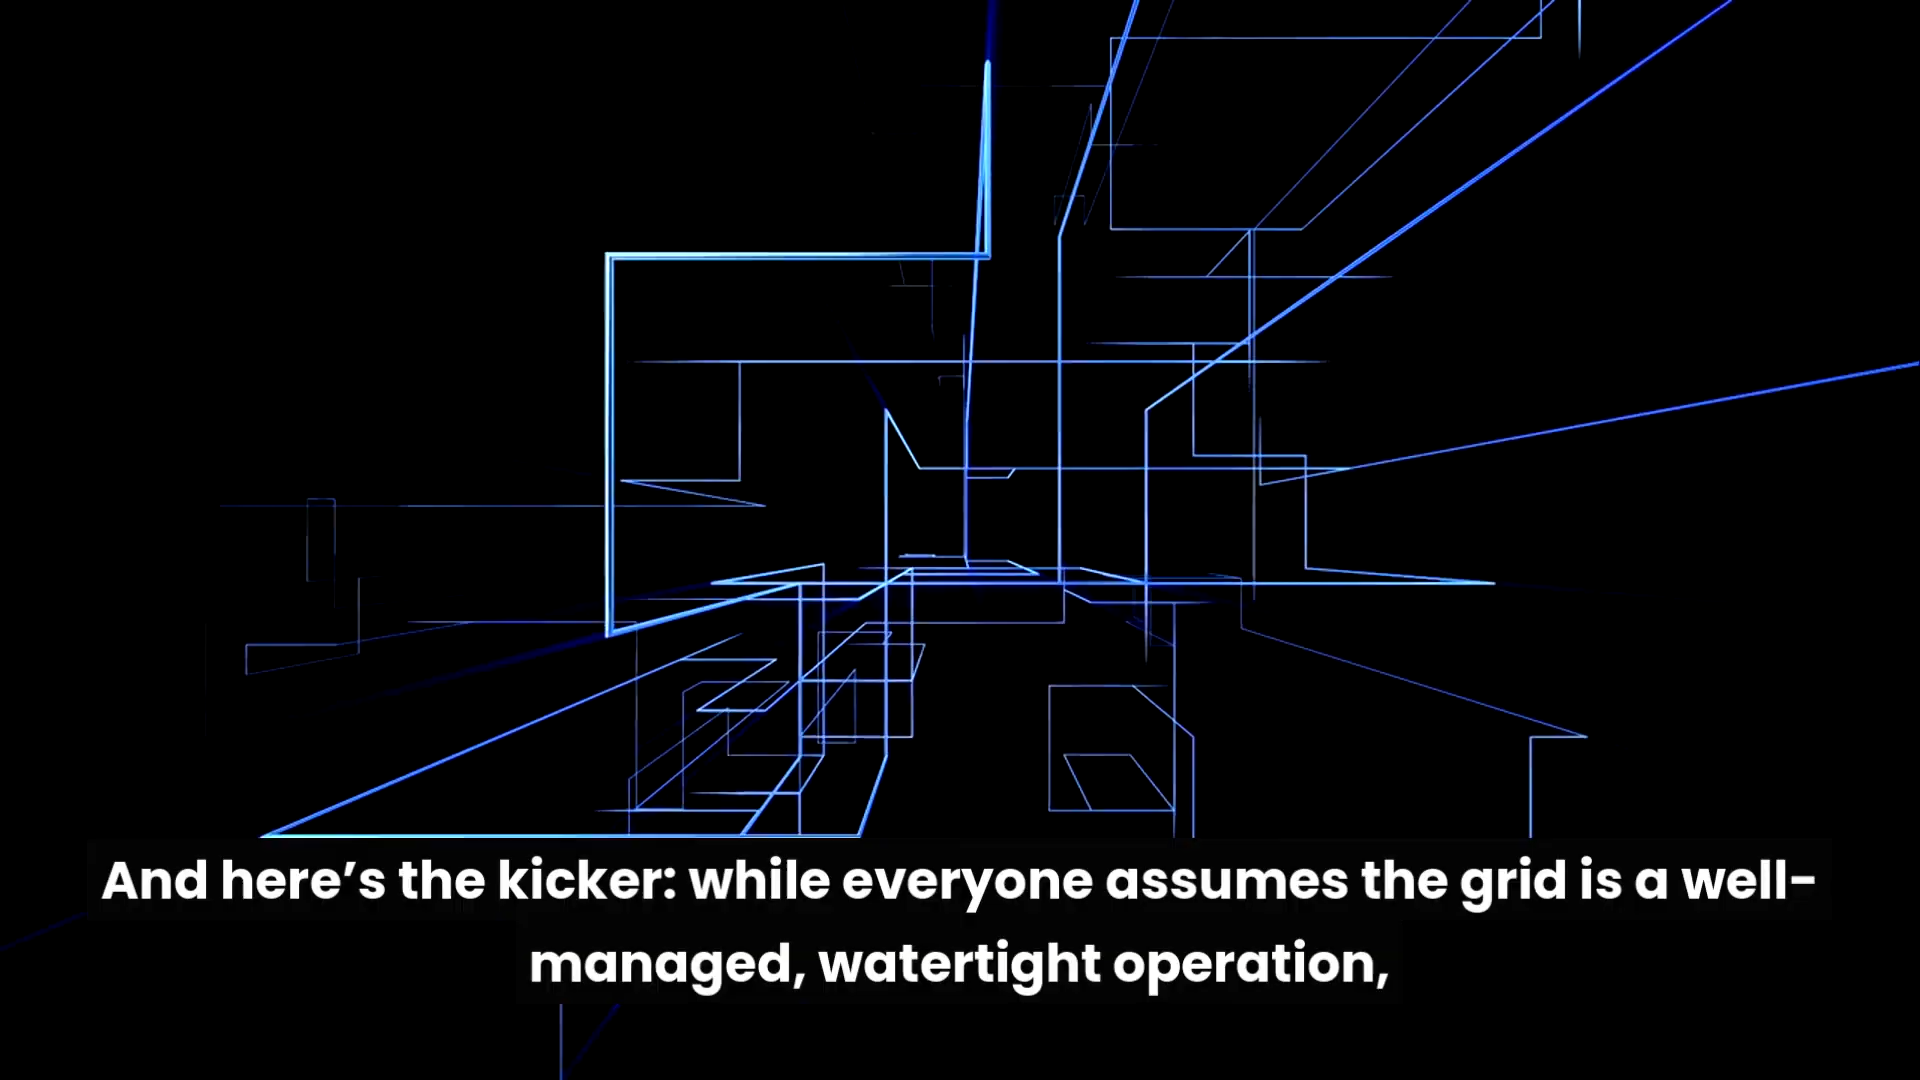 And here’s the kicker: while everyone assumes the grid is a well-
managed, watertight operation,